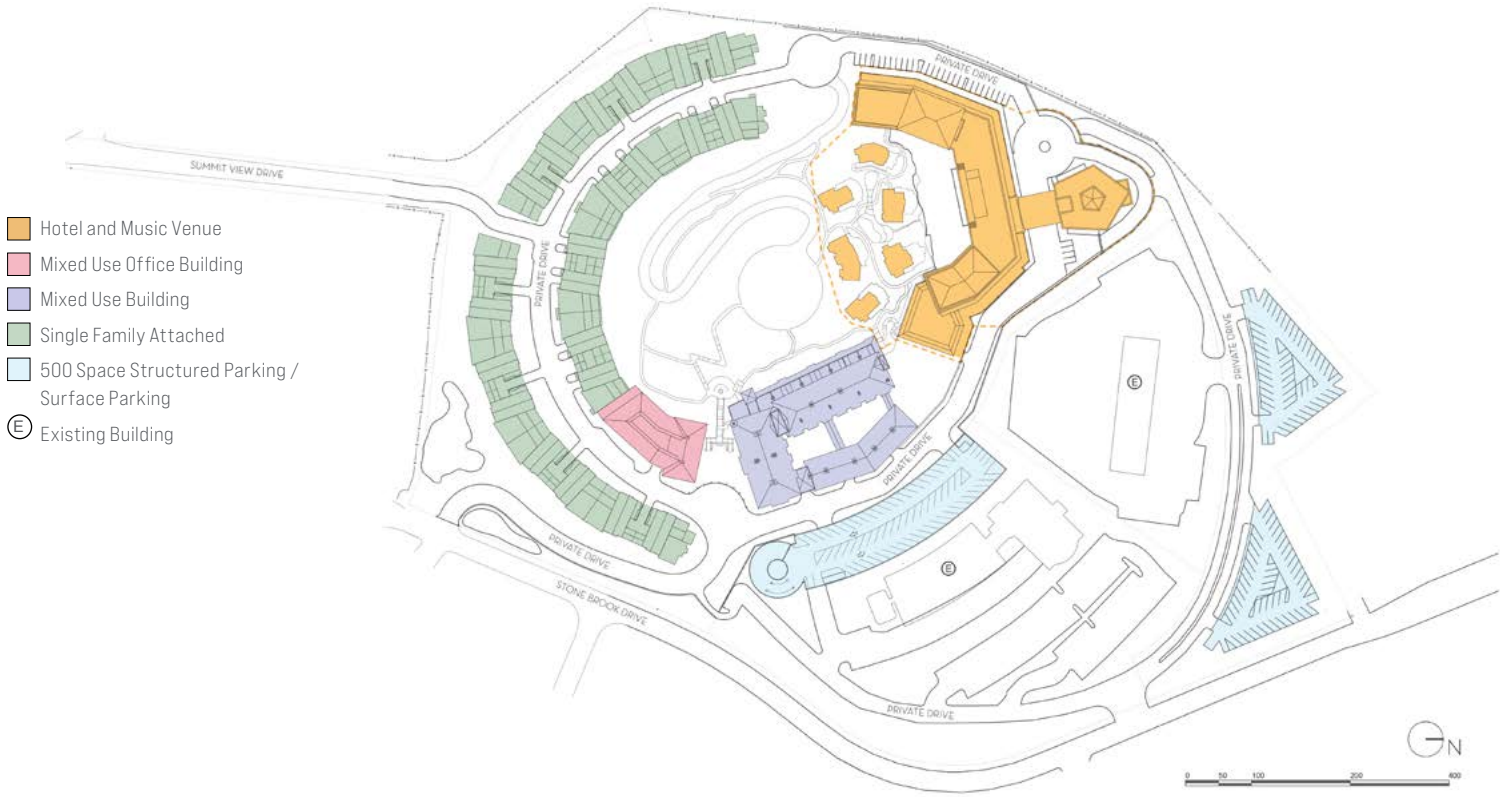 PRIVATE DRIVE
SUMMIT VIEW DRIVE
Hotel and Music Venue
Mixed Use Office Building
Mixed Use Building
Single Family Attached
500 Space Structured Parking /
Surface Parking
E Existing Building
PRIVATE DRIVE
PRIVATE DRIVE
E
PRIVATE DRIVE
PRIVATE DRIVE
E
STONE BROOK DRIVE
PRIVATE DRIVE
N
0 50 100 200 400